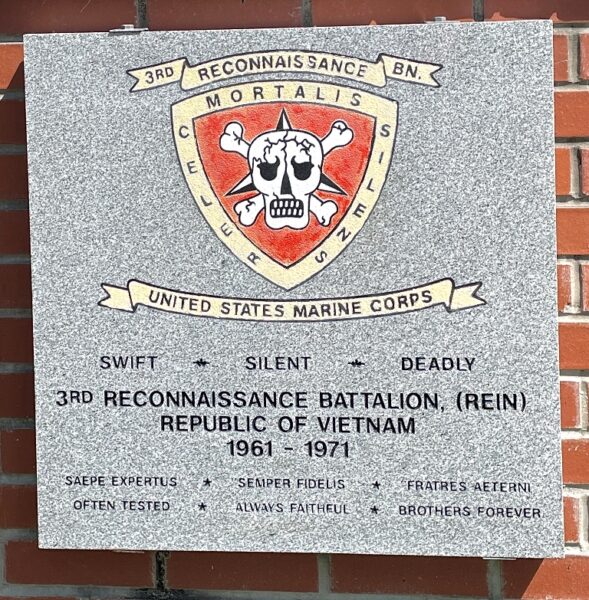 3RD RECONNAISSANCE BN.
CELER MORTALIS SILENS
UNITED STATES MARINE CORPS
SWIFT ★ SILENT ★ DEADLY
3RD RECONNAISSANCE BATTALION, (REIN)
REPUBLIC OF VIETNAM
1961 - 1971
SAEPE EXPERTUS ★ SEMPER FIDELIS ★ FRATRES AETERNI
OFTEN TESTED ★ ALWAYS FAITHFUL ★ BROTHERS FOREVER